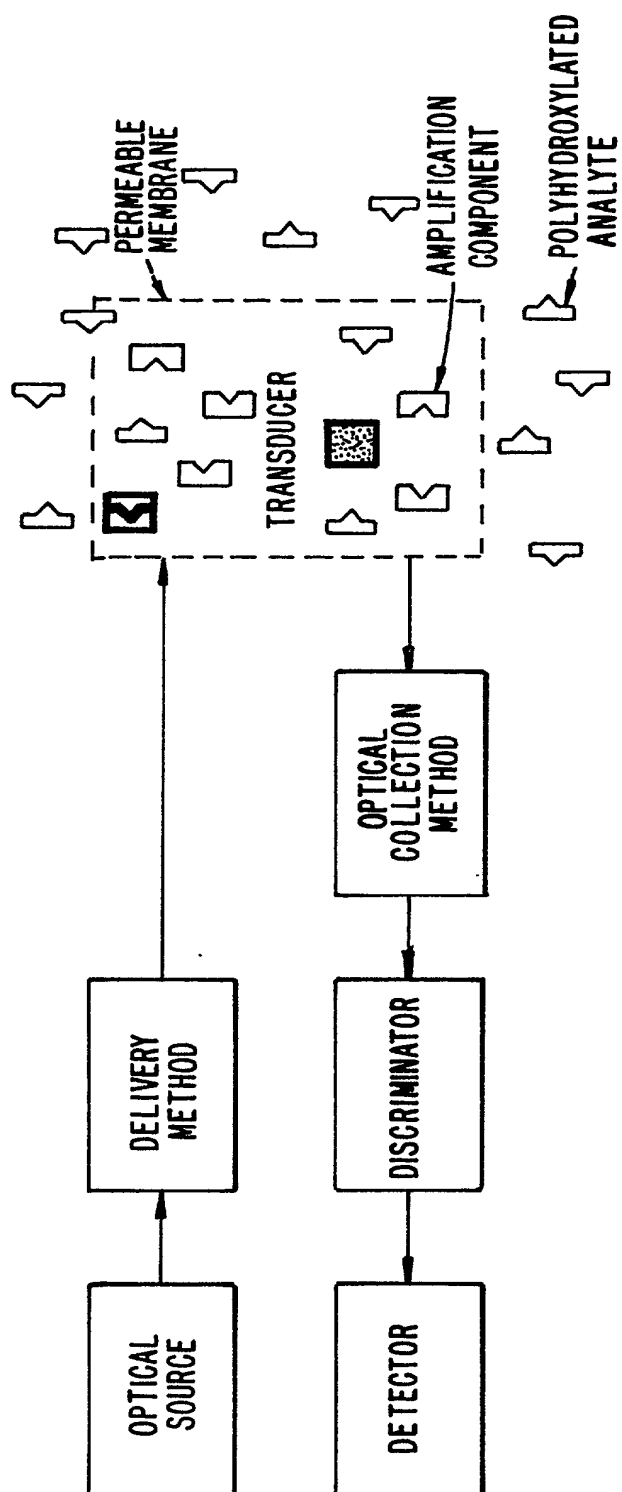 OPTICAL
SOURCE
DELIVERY
METHOD
PERMEABLE
MEMBRANE
TRANSDUCER
AMPLIFICATION
COMPONENT
POLYHYDROXYLATED
ANALYTE
DETECTOR
DISCRIMINATOR
OPTICAL
COLLECTION
METHOD